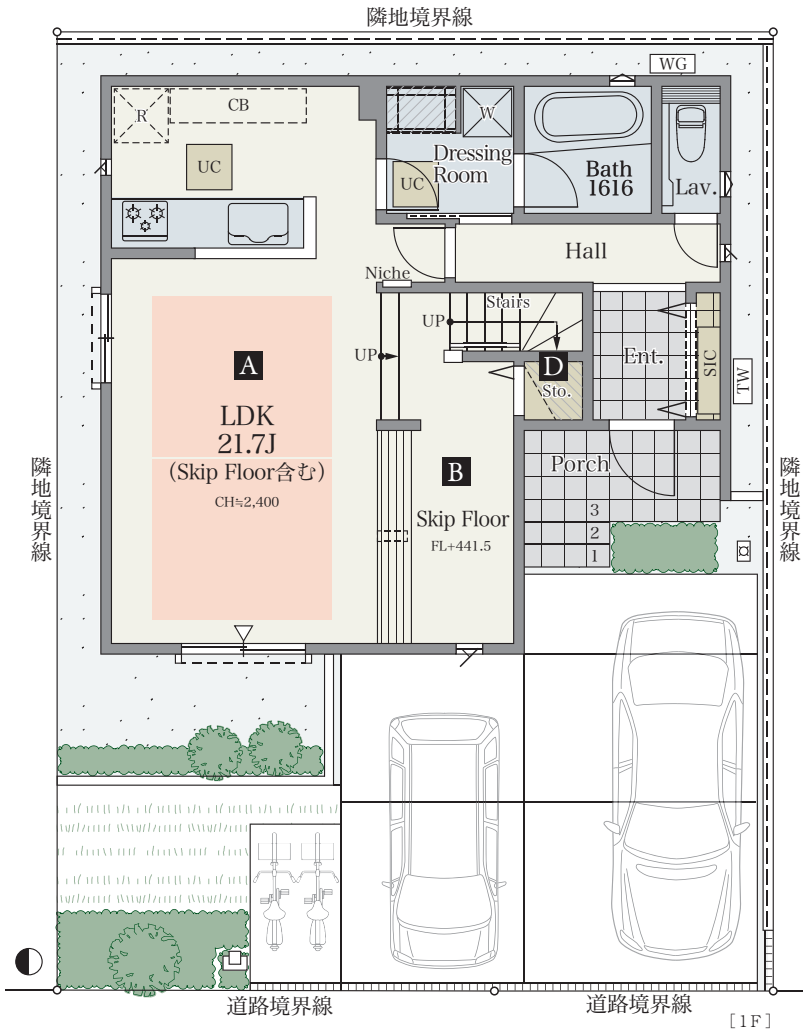 隣地境界線
WG
R
CB
W
UC
Dressing
Room
UC
Bath
1616
Lav.
Hall
Niche
Stairs
UP
UP
Ent.
SIC
TW
A
D
Sto.
LDK
21.7J
(Skip Floor含む)
CH≒2,400
B
Skip Floor
FL+441.5
Porch
3
2
1
隣地境界線
隣地境界線
道路境界線
道路境界線
[1F]